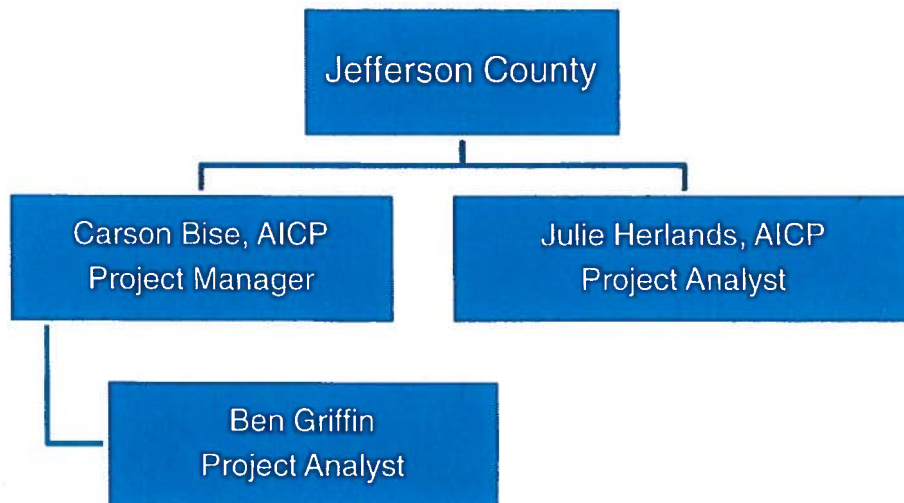 Jefferson County
Carson Bise, AICP
Project Manager
Julie Herlands, AICP
Project Analyst
Ben Griffin
Project Analyst